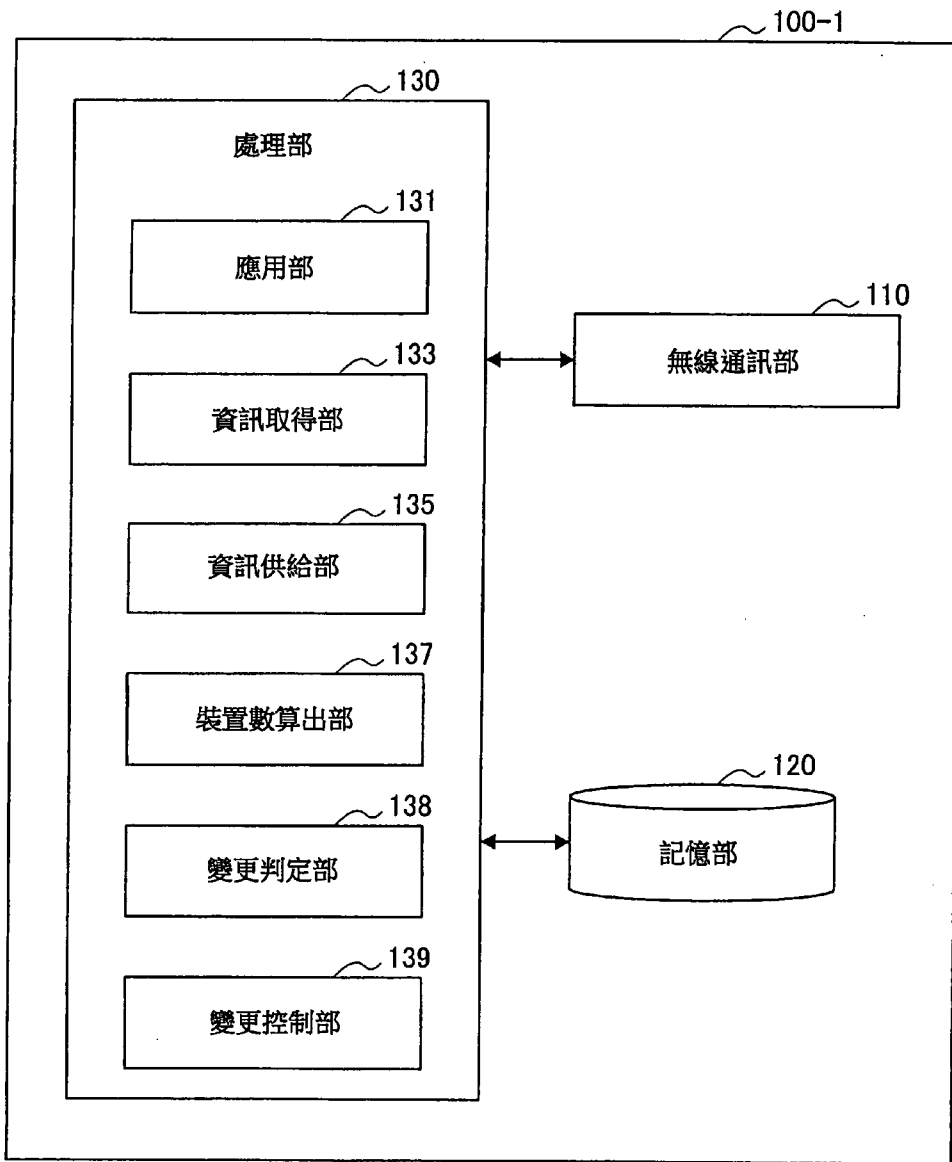 100-1
130
處理部
131
應用部
110
無線通訊部
133
資訊取得部
135
資訊供給部
137
裝置數算出部
120
記憶部
138
變更判定部
139
變更控制部